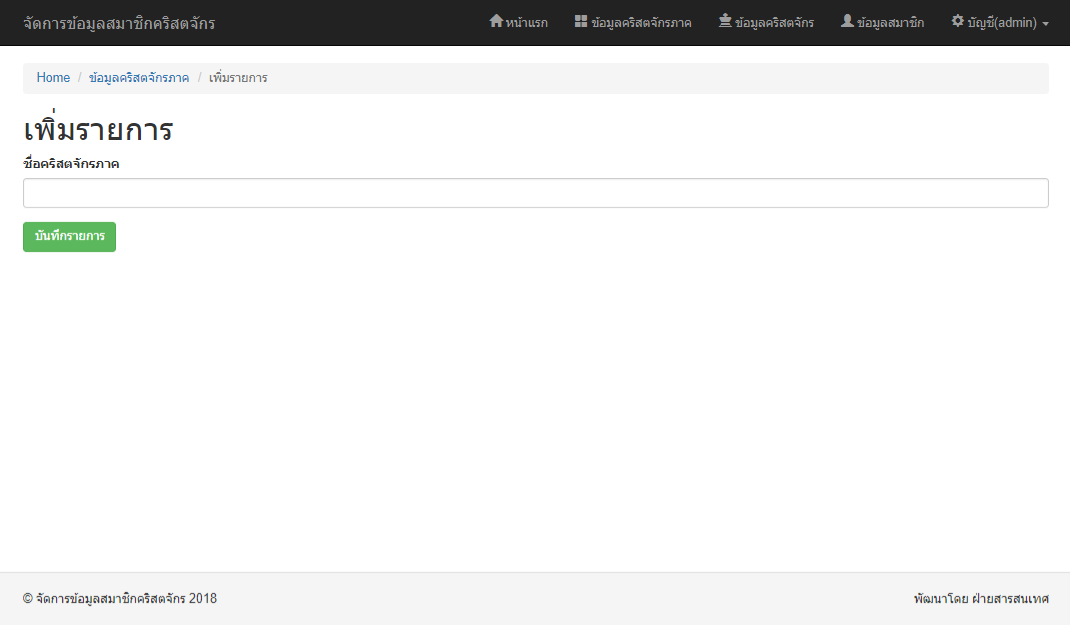 จัดการข้อมูลสมาชิกคริสตจักร หน้าแรก ข้อมูลคริสตจักรภาค ข้อมูลคริสตจักร ข้อมูลสมาชิก บัญชี(admin)
Home / ข้อมูลคริสตจักรภาค / เพิ่มรายการ
เพิ่มรายการ
ชื่อคริสตจักรภาค
บันทึกรายการ
© จัดการข้อมูลสมาชิกคริสตจักร 2018 พัฒนาโดย ฝ่ายสารสนเทศ